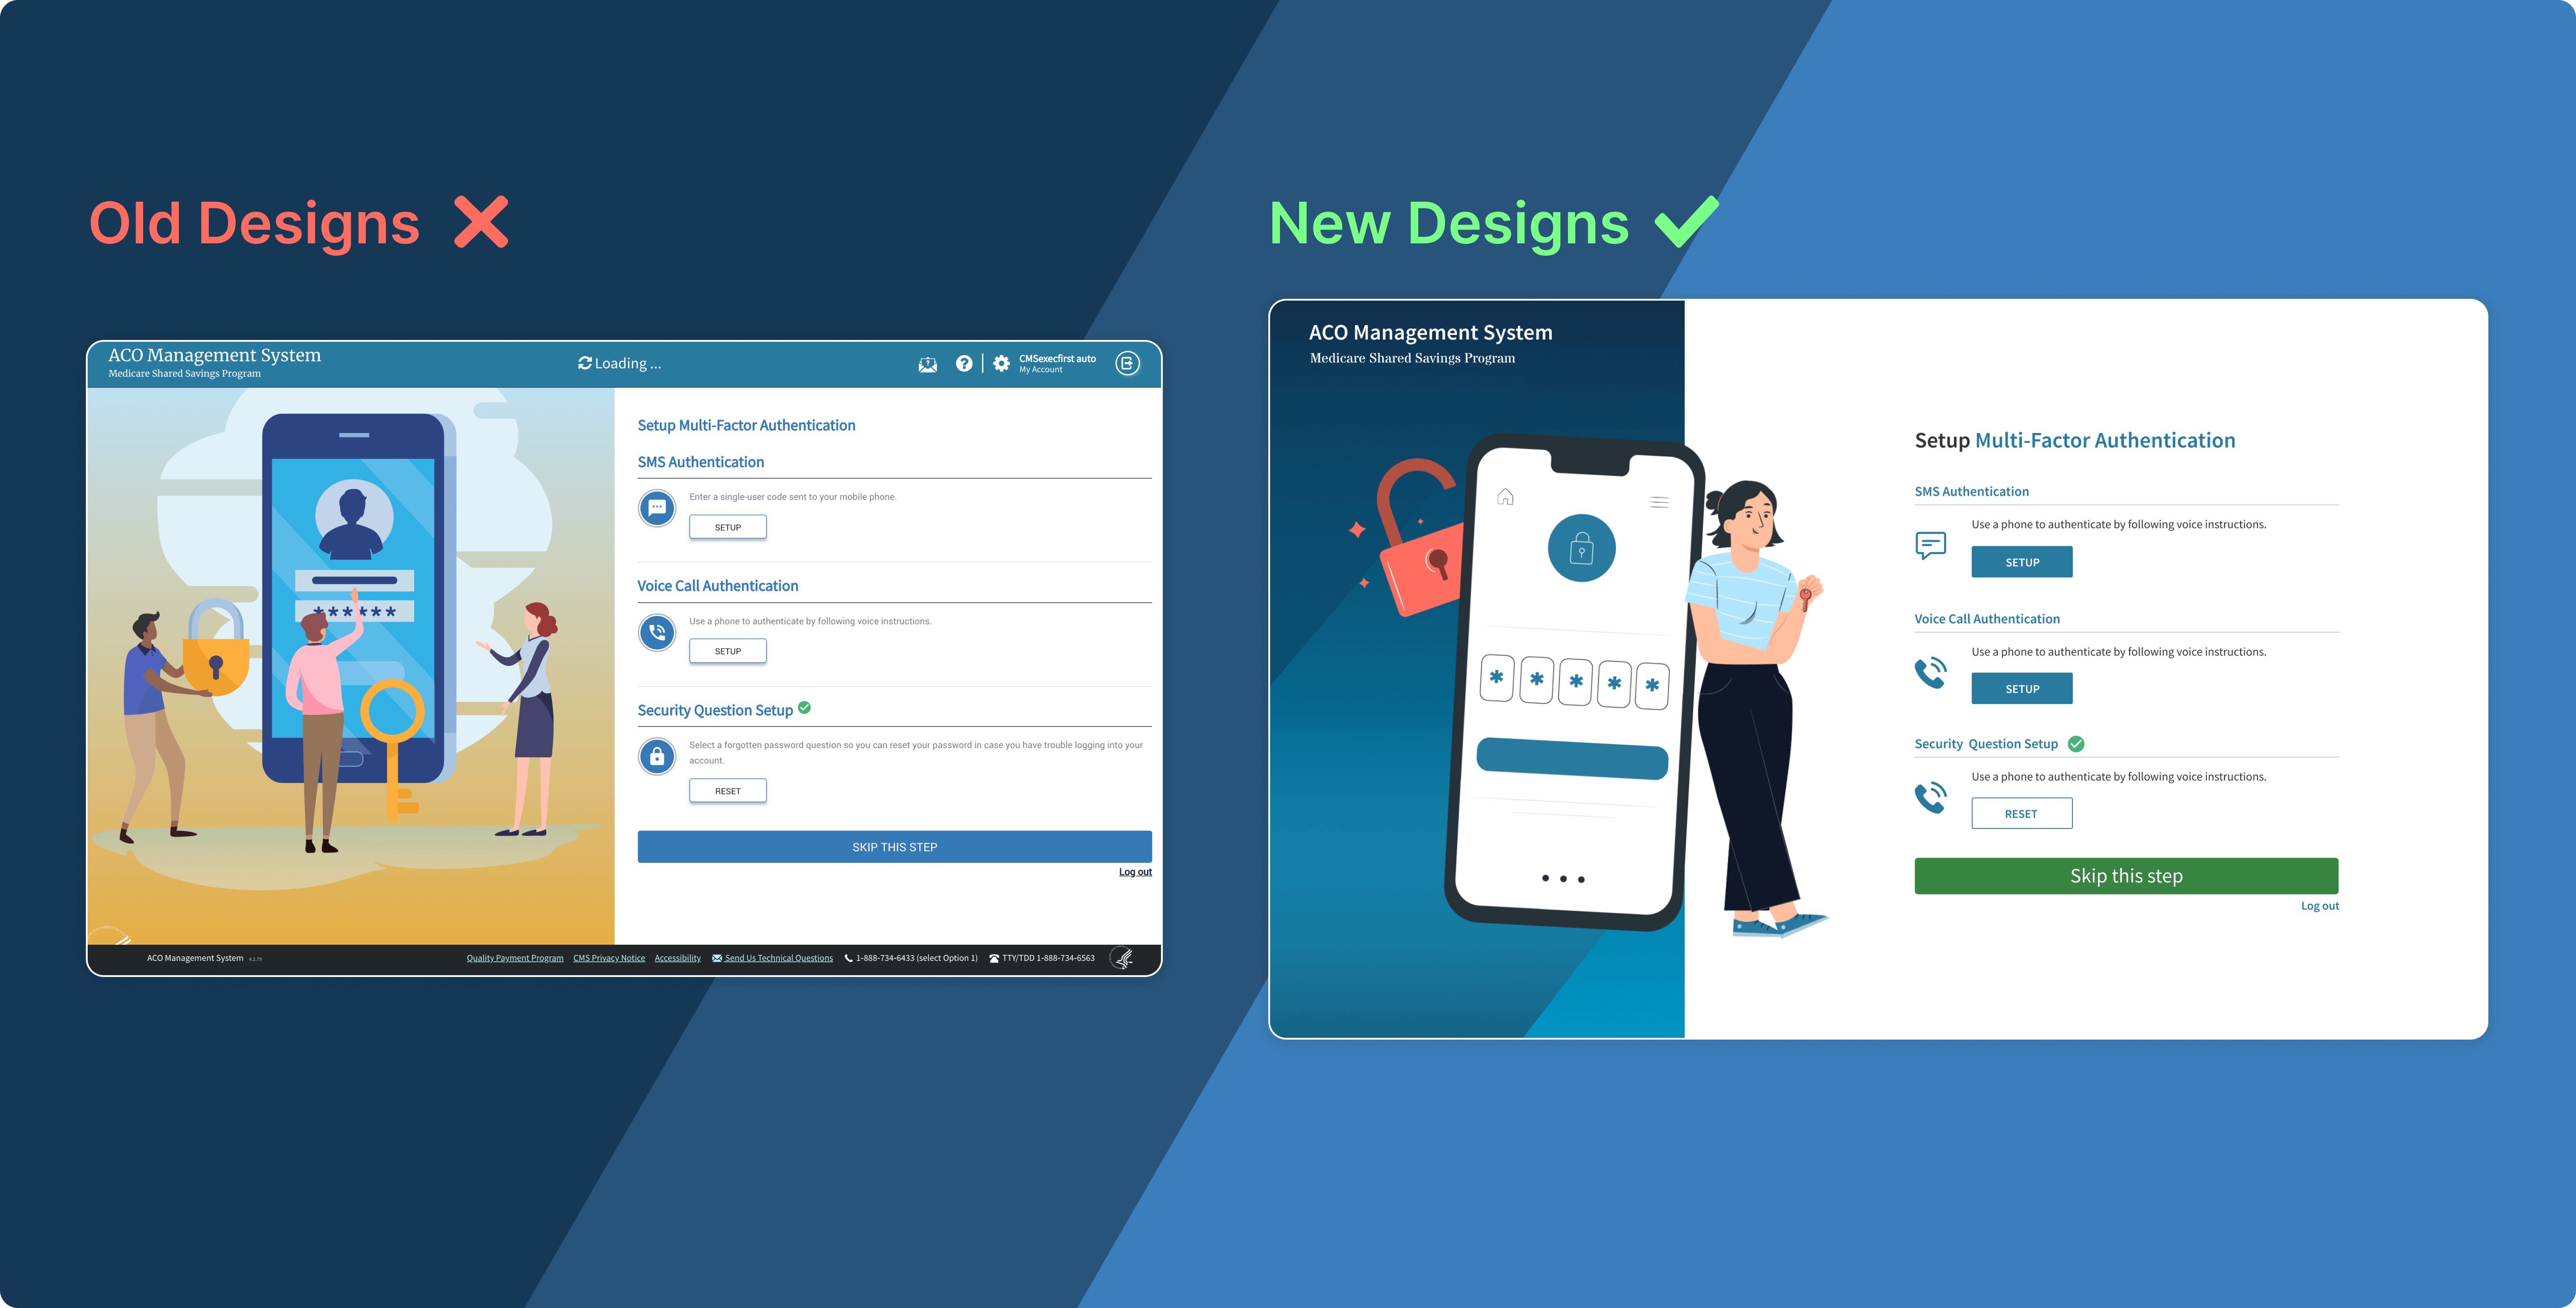 Old Designs
ACO Management System
Medicare Shared Savings Program
Loading ...
?
CMSexecfirst auto
My Account
******
Setup Multi-Factor Authentication
SMS Authentication
Enter a single-user code sent to your mobile phone.
SETUP
Voice Call Authentication
Use a phone to authenticate by following voice instructions.
SETUP
Security Question Setup
Select a forgotten password question so you can reset your password in case you have trouble logging into your
account.
RESET
SKIP THIS STEP
Log out
ACO Management System
Quality Payment Program CMS Privacy Notice Accessibility Send Us Technical Questions 1-888-734-6433 (select Option 1) TTY/TDD 1-888-734-6563
New Designs
ACO Management System
Medicare Shared Savings Program
* * * * *
Setup Multi-Factor Authentication
SMS Authentication
Use a phone to authenticate by following voice instructions.
SETUP
Voice Call Authentication
Use a phone to authenticate by following voice instructions.
SETUP
Security Question Setup
Use a phone to authenticate by following voice instructions.
RESET
Skip this step
Log out